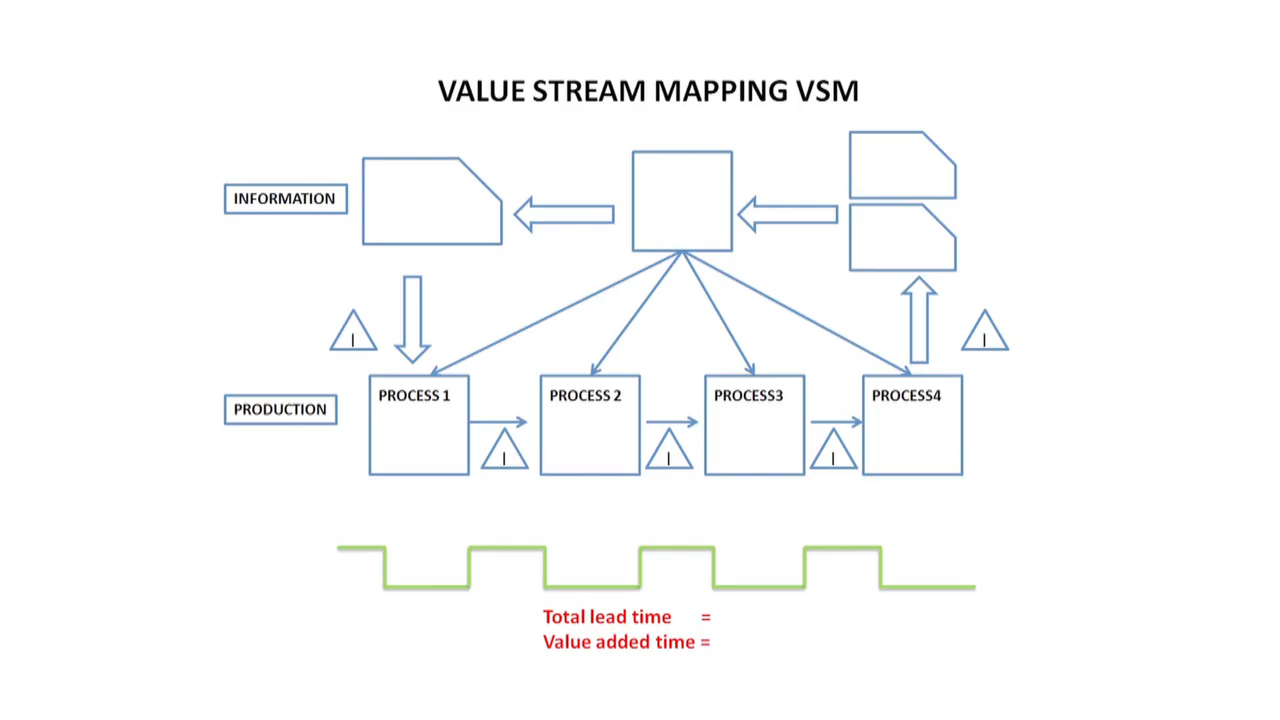 VALUE STREAM MAPPING VSM
INFORMATION
I
I
PRODUCTION
PROCESS 1
PROCESS 2
PROCESS3
PROCESS4
I
I
I
Total lead time =
Value added time =